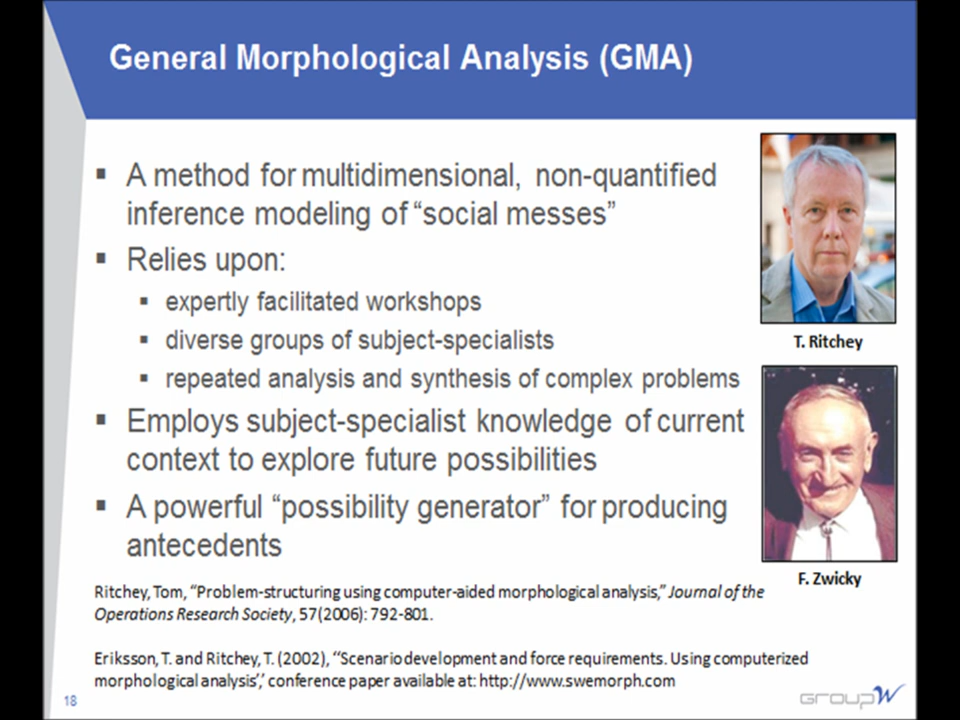 General Morphological Analysis (GMA)
▪ A method for multidimensional, non-quantified
inference modeling of “social messes”
▪ Relies upon:
▪ expertly facilitated workshops
▪ diverse groups of subject-specialists
▪ repeated analysis and synthesis of complex problems
▪ Employs subject-specialist knowledge of current
context to explore future possibilities
▪ A powerful “possibility generator” for producing
antecedents
T. Ritchey
F. Zwicky
Ritchey, Tom, “Problem-structuring using computer-aided morphological analysis,” Journal of the
Operations Research Society, 57(2006): 792-801.
Eriksson, T. and Ritchey, T. (2002), “Scenario development and force requirements. Using computerized
morphological analysis’,’ conference paper available at: http://www.swemorph.com
18
GROUPW